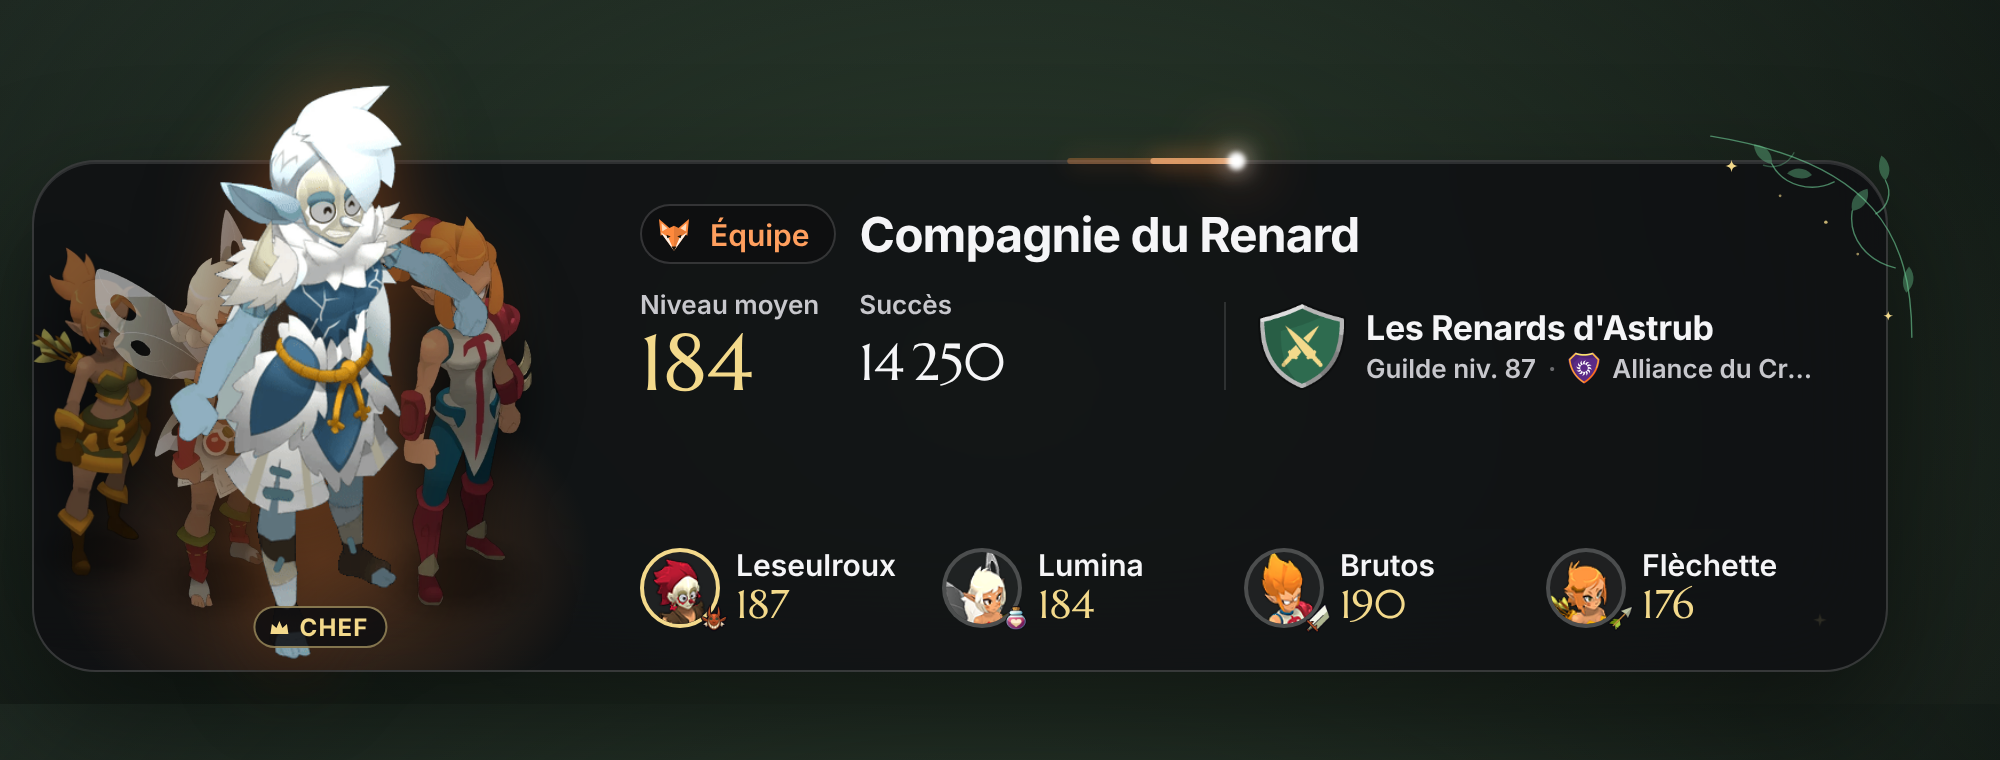 Équipe
Compagnie du Renard
Niveau moyen
184
Succès
14 250
Les Renards d'Astrub
Guilde niv. 87 · Alliance du Cr...
CHEF
Leseulroux
187
Lumina
184
Brutos
190
Flèchette
176